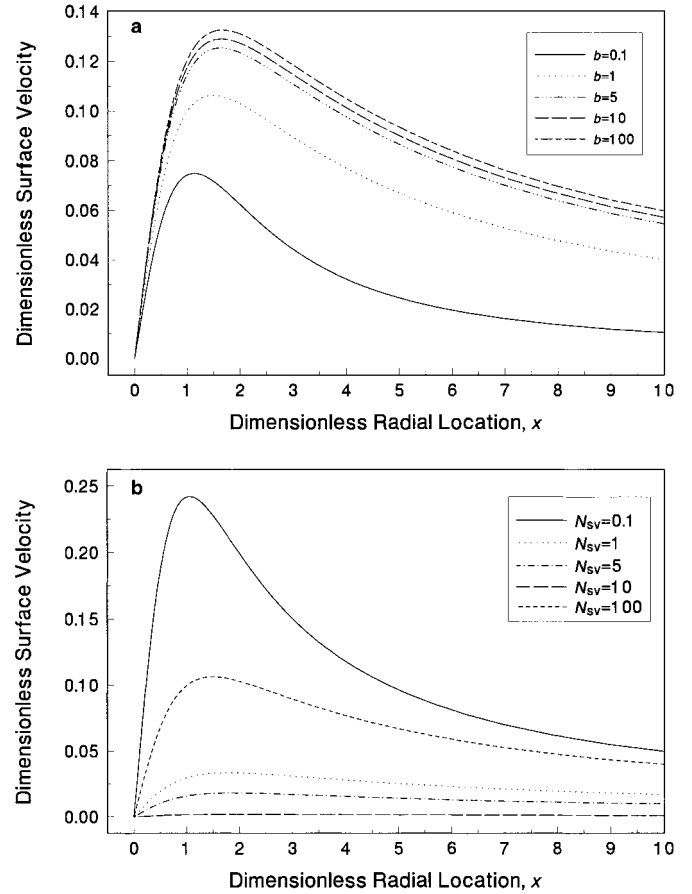 a
0.14
0.12
0.10
0.08
0.06
0.04
0.02
0.00
Dimensionless Surface Velocity
b=0.1
b=1
b=5
b=10
b=100
0 1 2 3 4 5 6 7 8 9 10
Dimensionless Radial Location, x
b
0.25
0.20
0.15
0.10
0.05
0.00
Dimensionless Surface Velocity
Nsv=0.1
Nsv=1
Nsv=5
Nsv=10
Nsv=100
0 1 2 3 4 5 6 7 8 9 10
Dimensionless Radial Location, x